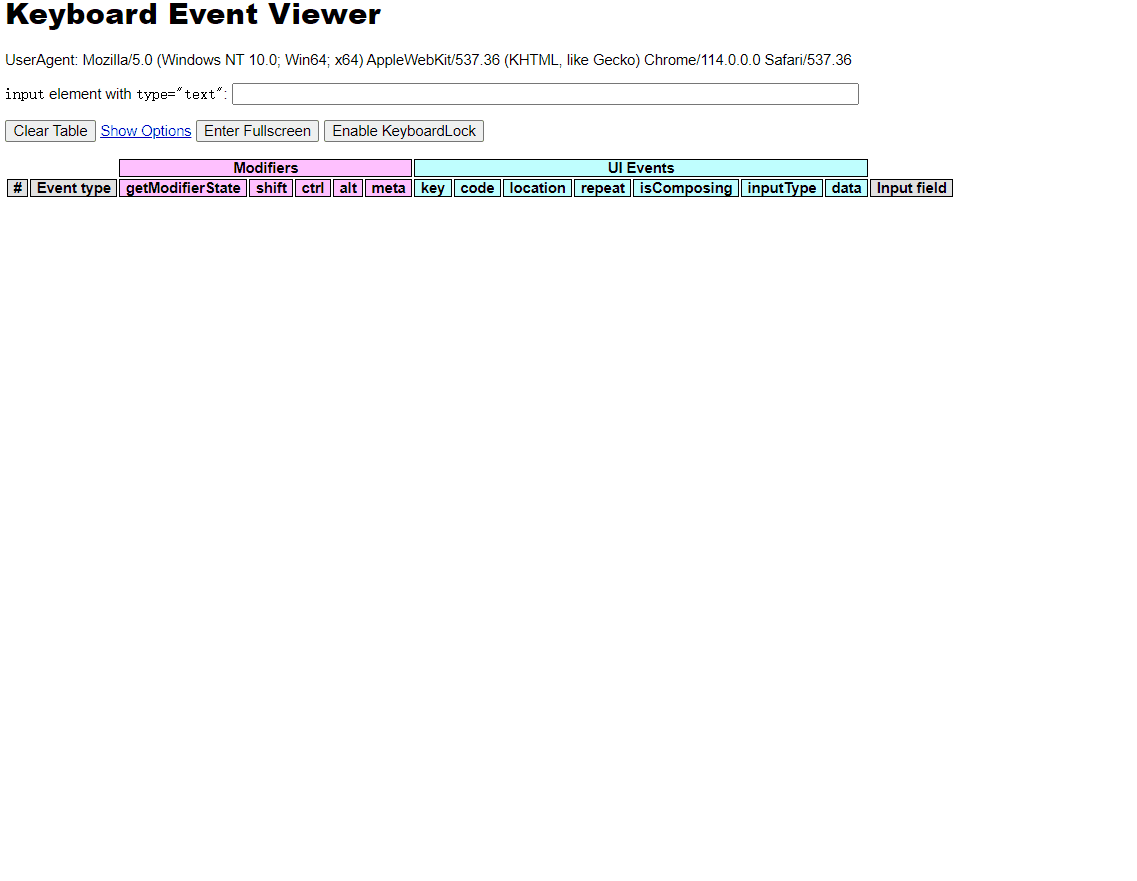 Keyboard Event Viewer
UserAgent: Mozilla/5.0 (Windows NT 10.0; Win64; x64) AppleWebKit/537.36 (KHTML, like Gecko) Chrome/114.0.0.0 Safari/537.36
input element with type="text":
Clear Table Show Options Enter Fullscreen Enable KeyboardLock
Modifiers UI Events
# Event type getModifierState shift ctrl alt meta key code location repeat isComposing inputType data Input field